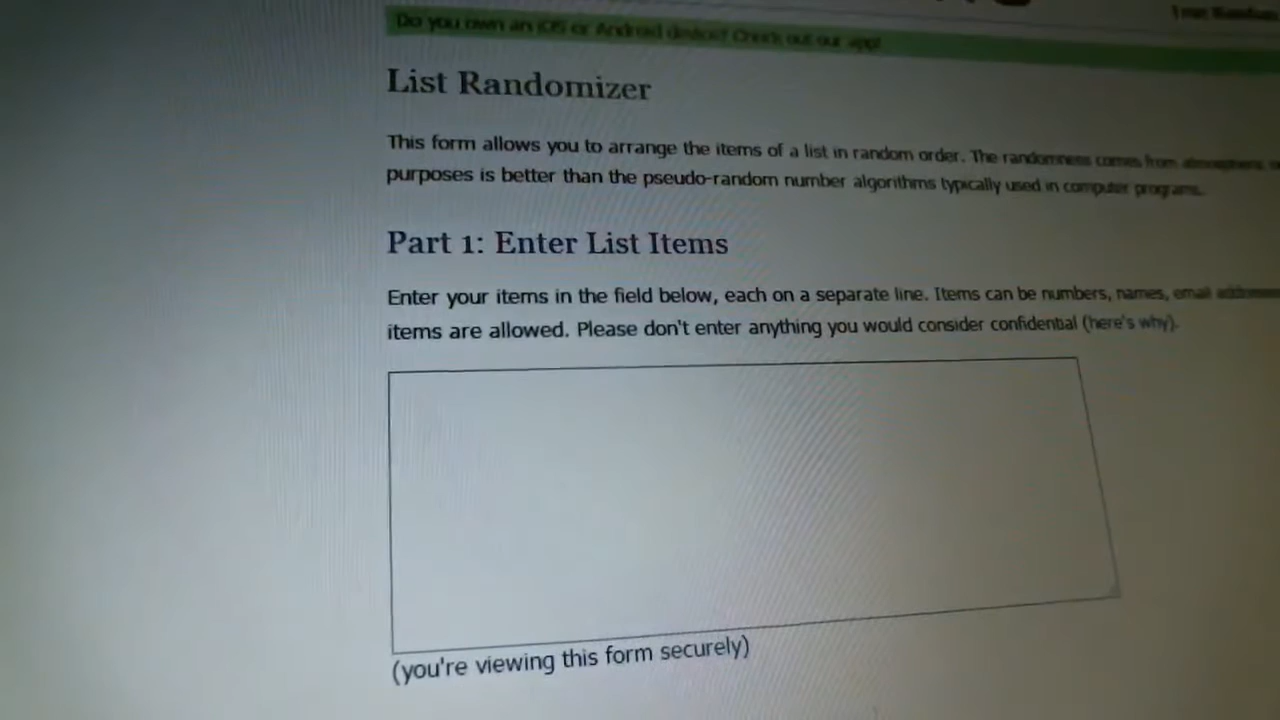 Do you own an iOS or Android device? Check out our app!
List Randomizer
This form allows you to arrange the items of a list in random order. The randomness comes from atmospheric
purposes is better than the pseudo-random number algorithms typically used in computer programs.
Part 1: Enter List Items
Enter your items in the field below, each on a separate line. Items can be numbers, names, email
items are allowed. Please don't enter anything you would consider confidential (here's why).
(you're viewing this form securely)